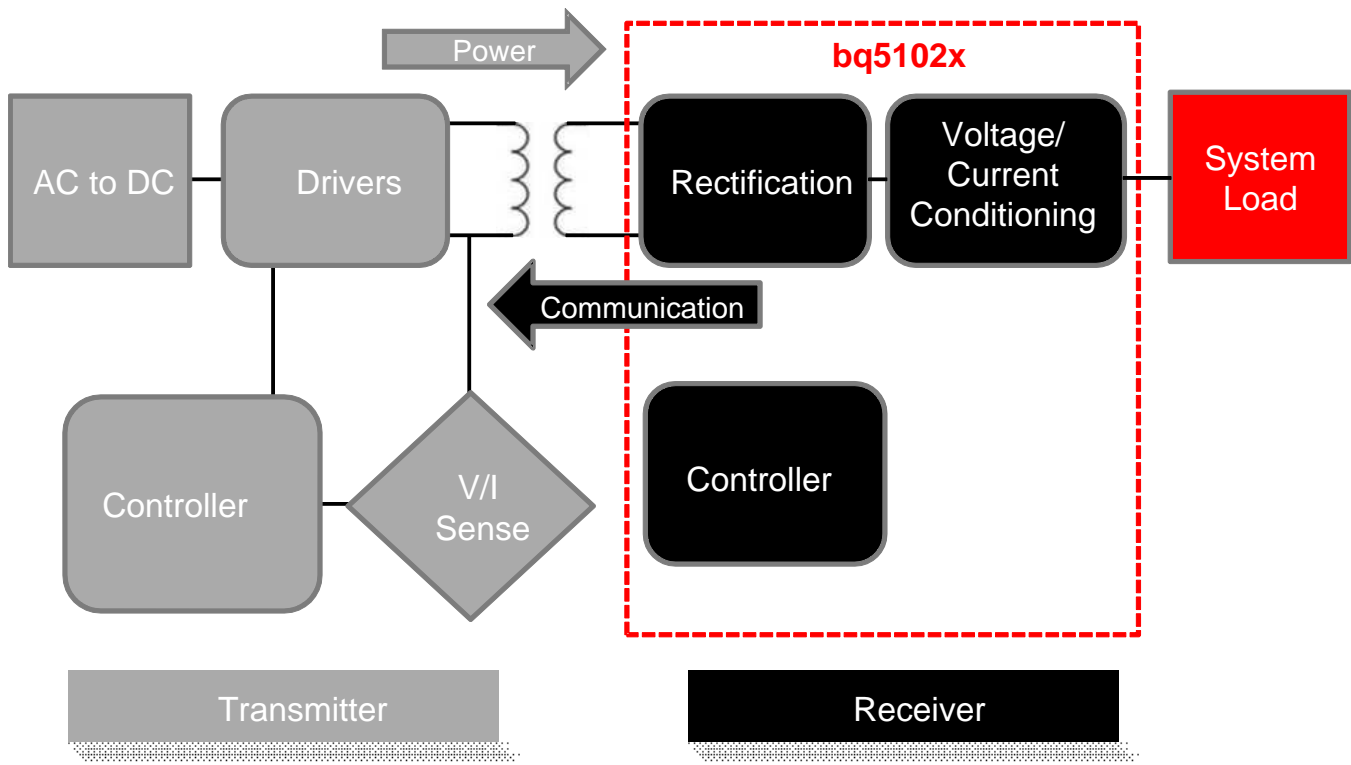 Power
bq5102x
AC to DC
Drivers
Rectification
Voltage/
Current
Conditioning
System
Load
Communication
Controller
V/I
Sense
Controller
Transmitter
Receiver